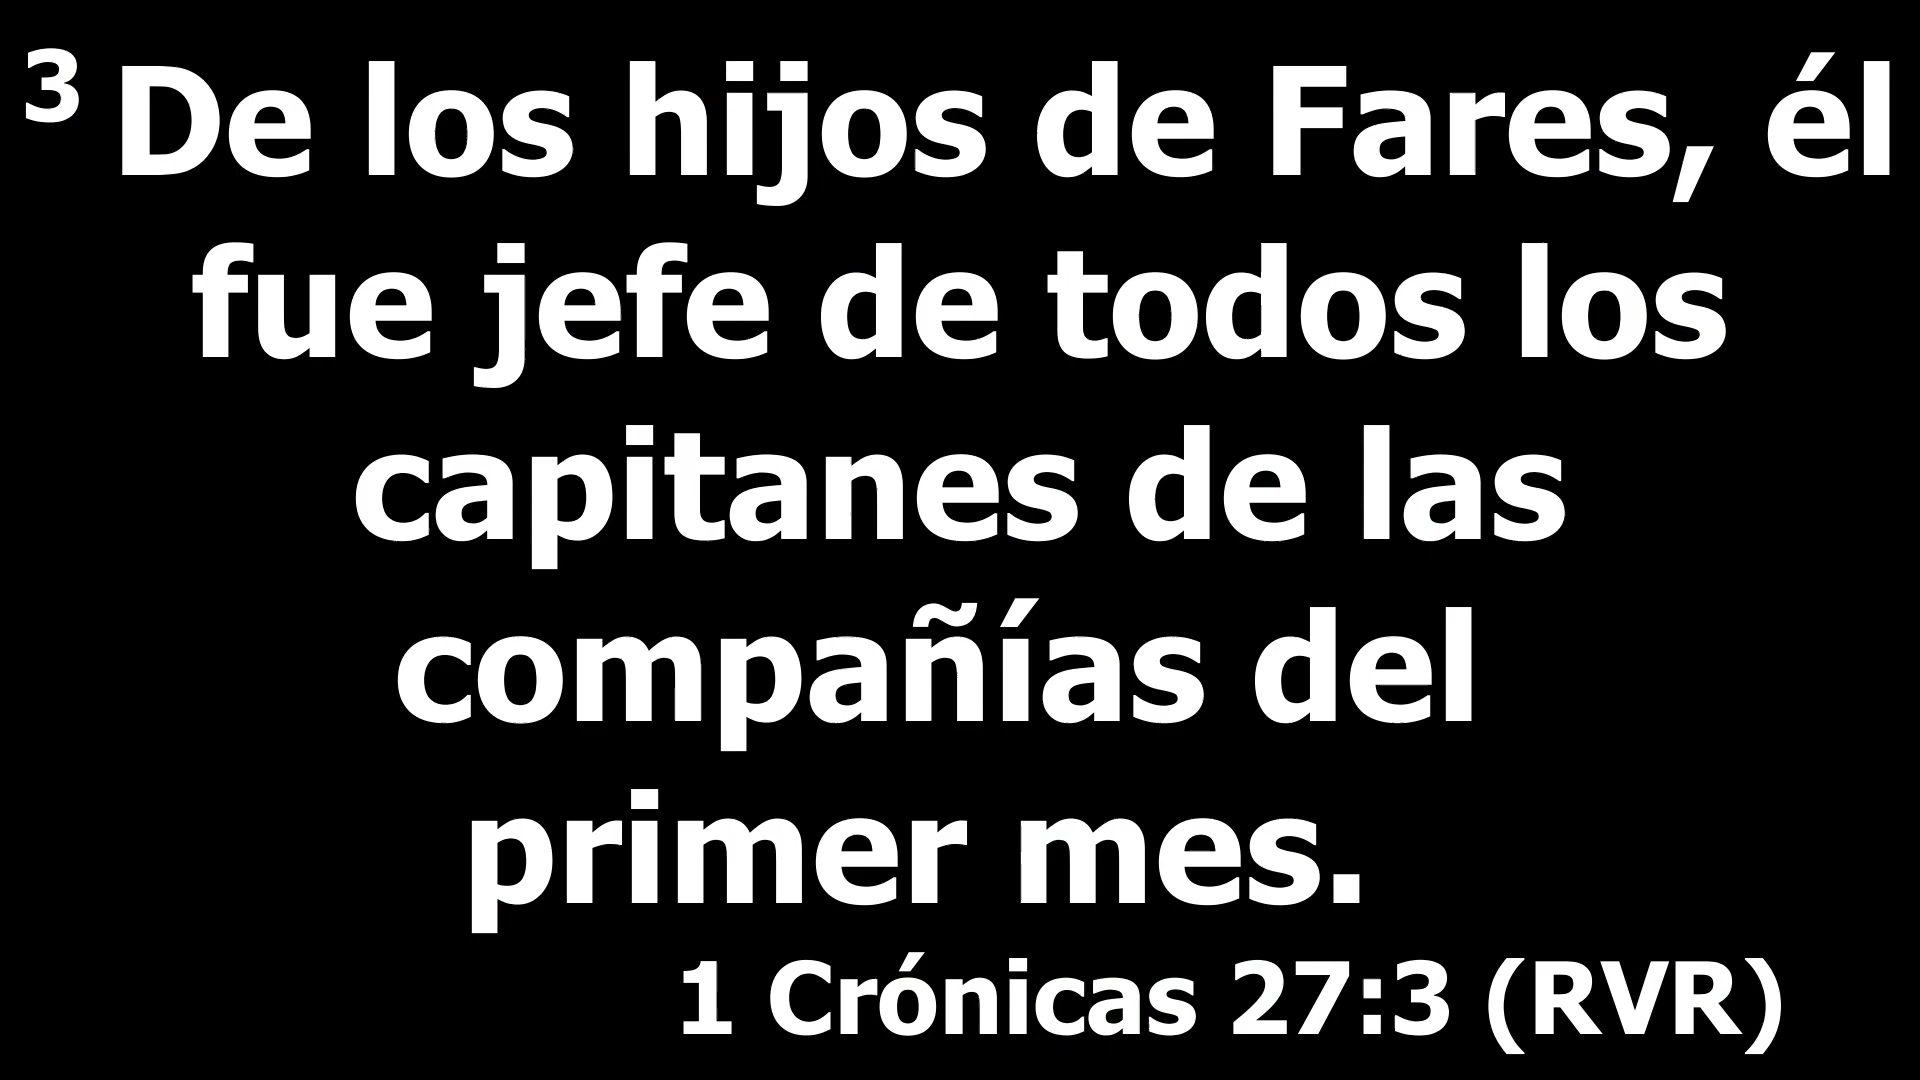 3 De los hijos de Fares, él
fue jefe de todos los
capitanes de las
compañías del
primer mes.
1 Crónicas 27:3 (RVR)